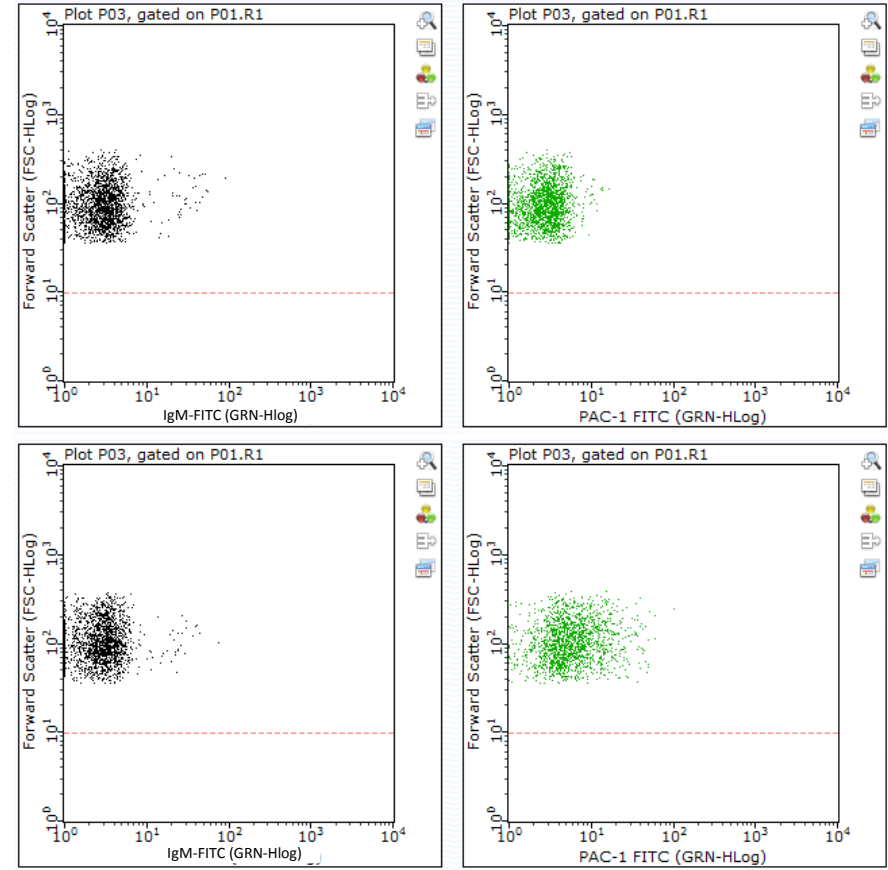 Plot P03, gated on P01.R1
Forward Scatter (FSC-HLog)
10^4
10^3
10^2
10^1
10^0
10^0 10^1 10^2 10^3 10^4
IgM-FITC (GRN-Hlog)
Plot P03, gated on P01.R1
Forward Scatter (FSC-HLog)
10^4
10^3
10^2
10^1
10^0
10^0 10^1 10^2 10^3 10^4
PAC-1 FITC (GRN-HLog)
Plot P03, gated on P01.R1
Forward Scatter (FSC-HLog)
10^4
10^3
10^2
10^1
10^0
10^0 10^1 10^2 10^3 10^4
IgM-FITC (GRN-Hlog)
Plot P03, gated on P01.R1
Forward Scatter (FSC-HLog)
10^4
10^3
10^2
10^1
10^0
10^0 10^1 10^2 10^3 10^4
PAC-1 FITC (GRN-HLog)